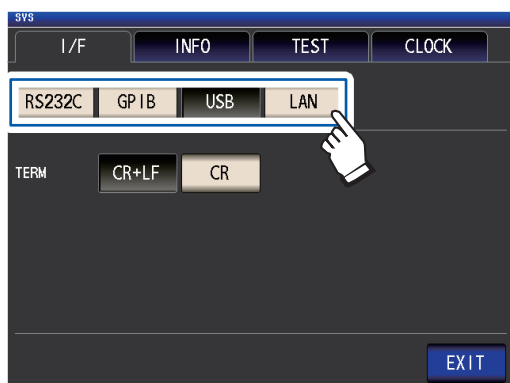 SYS
I/F INFO TEST CLOCK
RS232C GPIB USB LAN
TERM CR+LF CR
EXIT